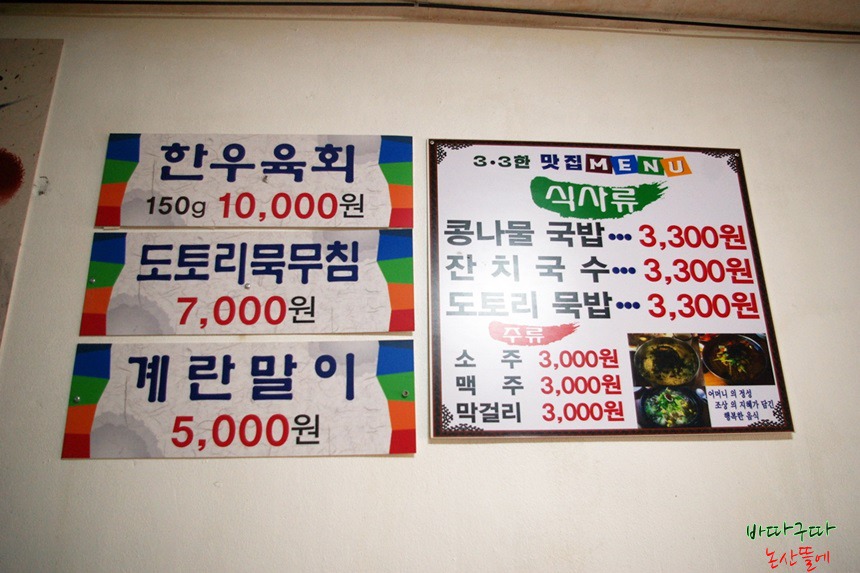 한우육회
150g 10,000원
도토리묵무침
7,000원
계란말이
5,000원
3·3한 맛집 MENU
식사류
콩나물 국밥··· 3,300원
잔치국수··· 3,300원
도토리 묵밥··· 3,300원
주류
소주 3,000원
맥주 3,000원
막걸리 3,000원
어머니의 정성
조상의 지혜가 담긴
행복한 음식
바따구따
논산뜰에